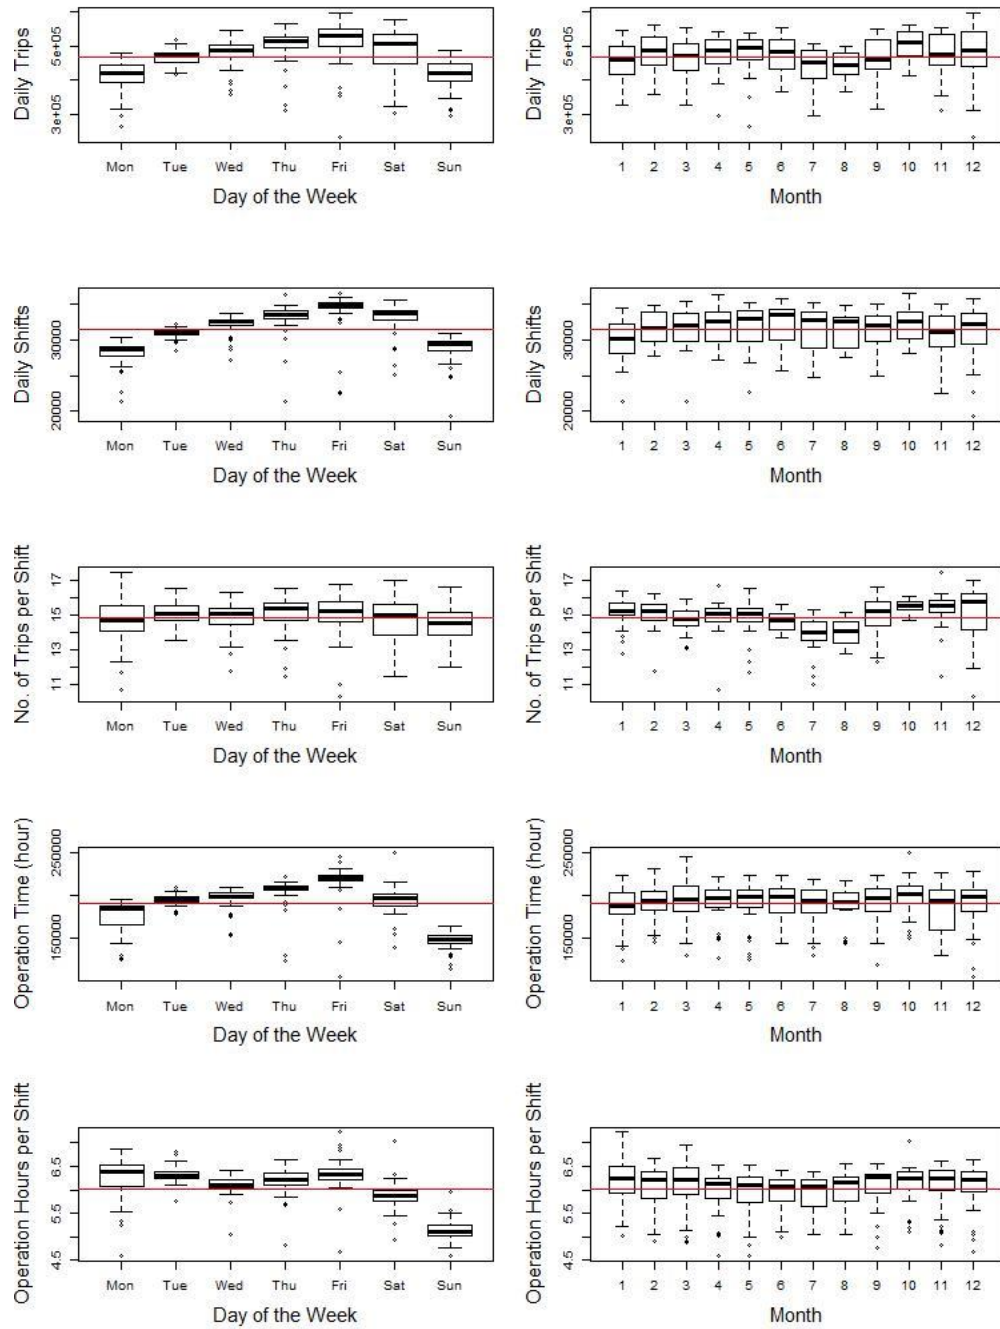 Daily Trips
5e+05
3e+05
Mon Tue Wed Thu Fri Sat Sun
Day of the Week
Daily Trips
5e+05
3e+05
1 2 3 4 5 6 7 8 9 10 11 12
Month
Daily Shifts
30000
20000
Mon Tue Wed Thu Fri Sat Sun
Day of the Week
Daily Shifts
30000
20000
1 2 3 4 5 6 7 8 9 10 11 12
Month
No. of Trips per Shift
17
15
13
11
Mon Tue Wed Thu Fri Sat Sun
Day of the Week
No. of Trips per Shift
17
15
13
11
1 2 3 4 5 6 7 8 9 10 11 12
Month
Operation Time (hour)
250000
150000
Mon Tue Wed Thu Fri Sat Sun
Day of the Week
Operation Time (hour)
250000
150000
1 2 3 4 5 6 7 8 9 10 11 12
Month
Operation Hours per Shift
6.5
5.5
4.5
Mon Tue Wed Thu Fri Sat Sun
Day of the Week
Operation Hours per Shift
6.5
5.5
4.5
1 2 3 4 5 6 7 8 9 10 11 12
Month